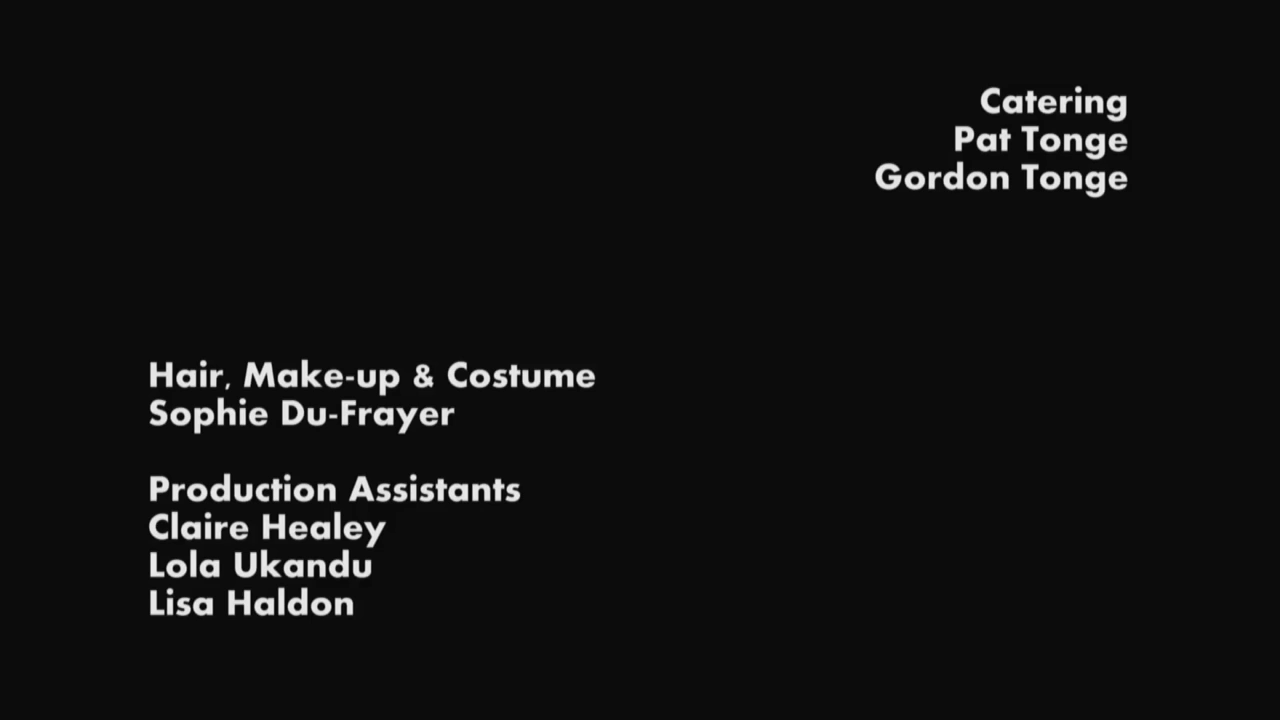 Catering
Pat Tonge
Gordon Tonge
Hair, Make-up & Costume
Sophie Du-Frayer
Production Assistants
Claire Healey
Lola Ukandu
Lisa Haldon